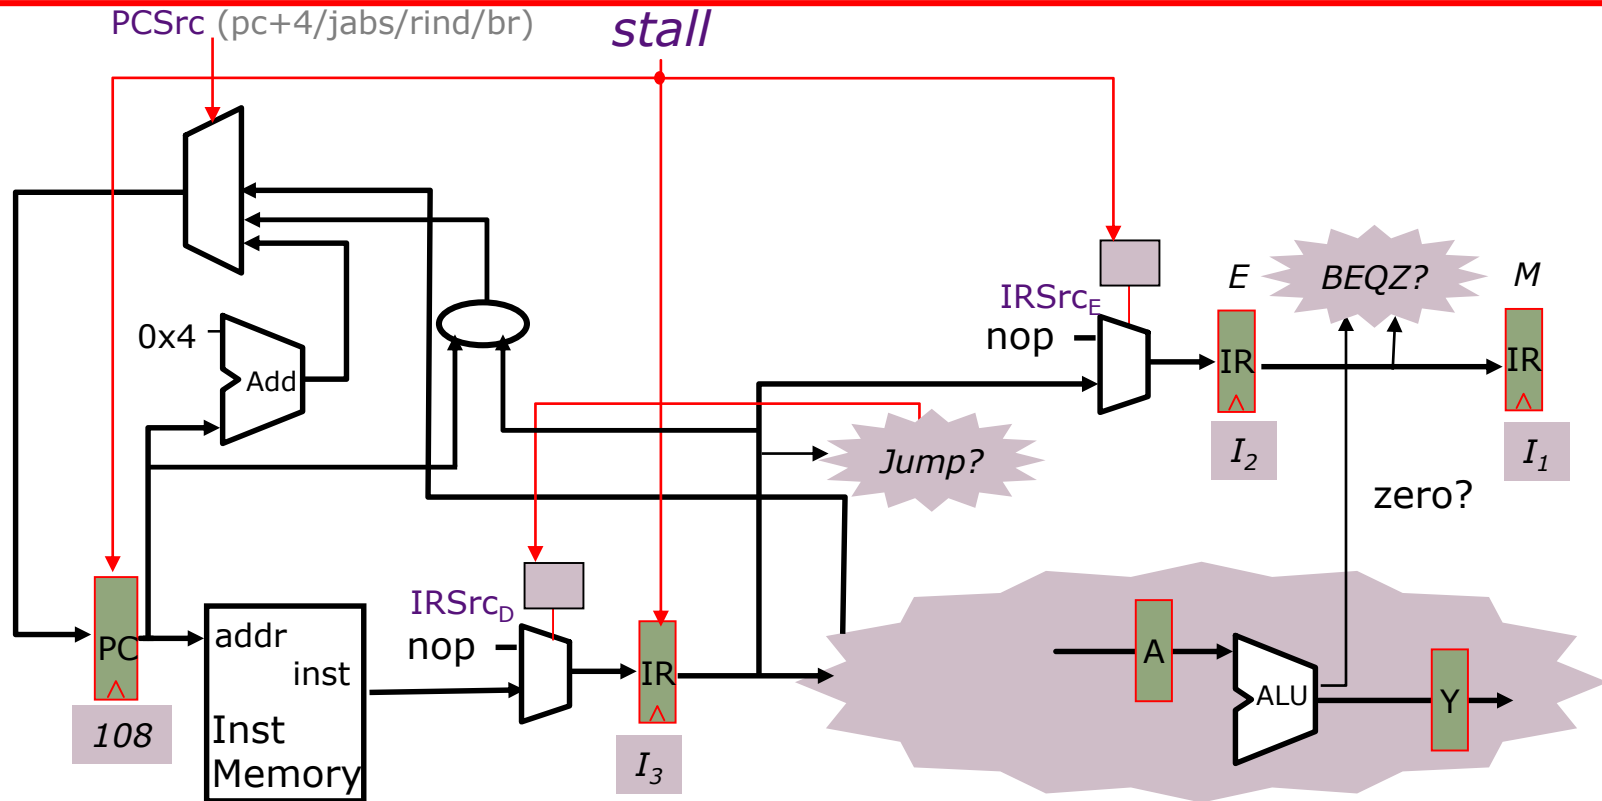 PCSrc (pc+4/jabs/rind/br)
stall
E
BEQZ?
M
IRSrcE
nop
0x4
Add
IR
IR
I2
I1
Jump?
zero?
IRSrcD
nop
PC
addr
inst
Inst
Memory
IR
A
ALU
Y
108
I3